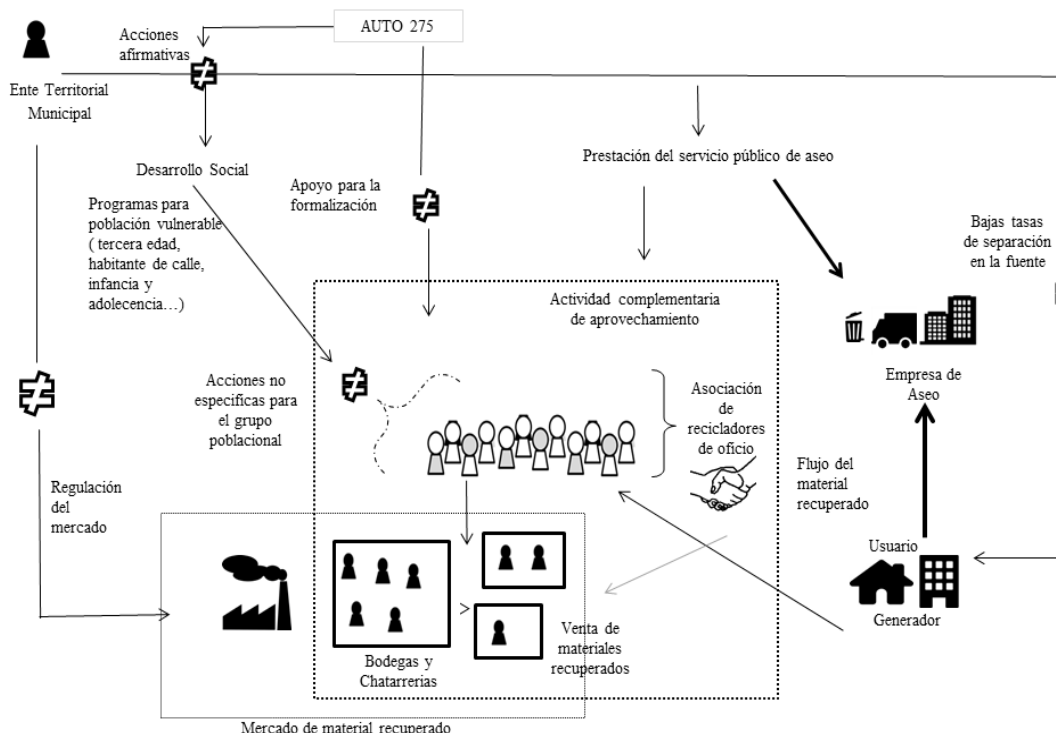 AUTO 275
Acciones
afirmativas
Ente Territorial
Municipal
Desarrollo Social
Prestación del servicio público de aseo
Apoyo para la
formalización
Programas para
población vulnerable
( tercera edad,
habitante de calle,
infancia y
adolecencia...)
Bajas tasas
de separación
en la fuente
Actividad complementaria
de aprovechamiento
Empresa de
Aseo
Acciones no
especificas para
el grupo
poblacional
Asociación
de
recicladores
de oficio
Flujo del
material
recuperado
Regulación
del
mercado
Usuario
Generador
>
Venta de
materiales
recuperados
Bodegas y
Chatarrerias
Mercado de material recuperado